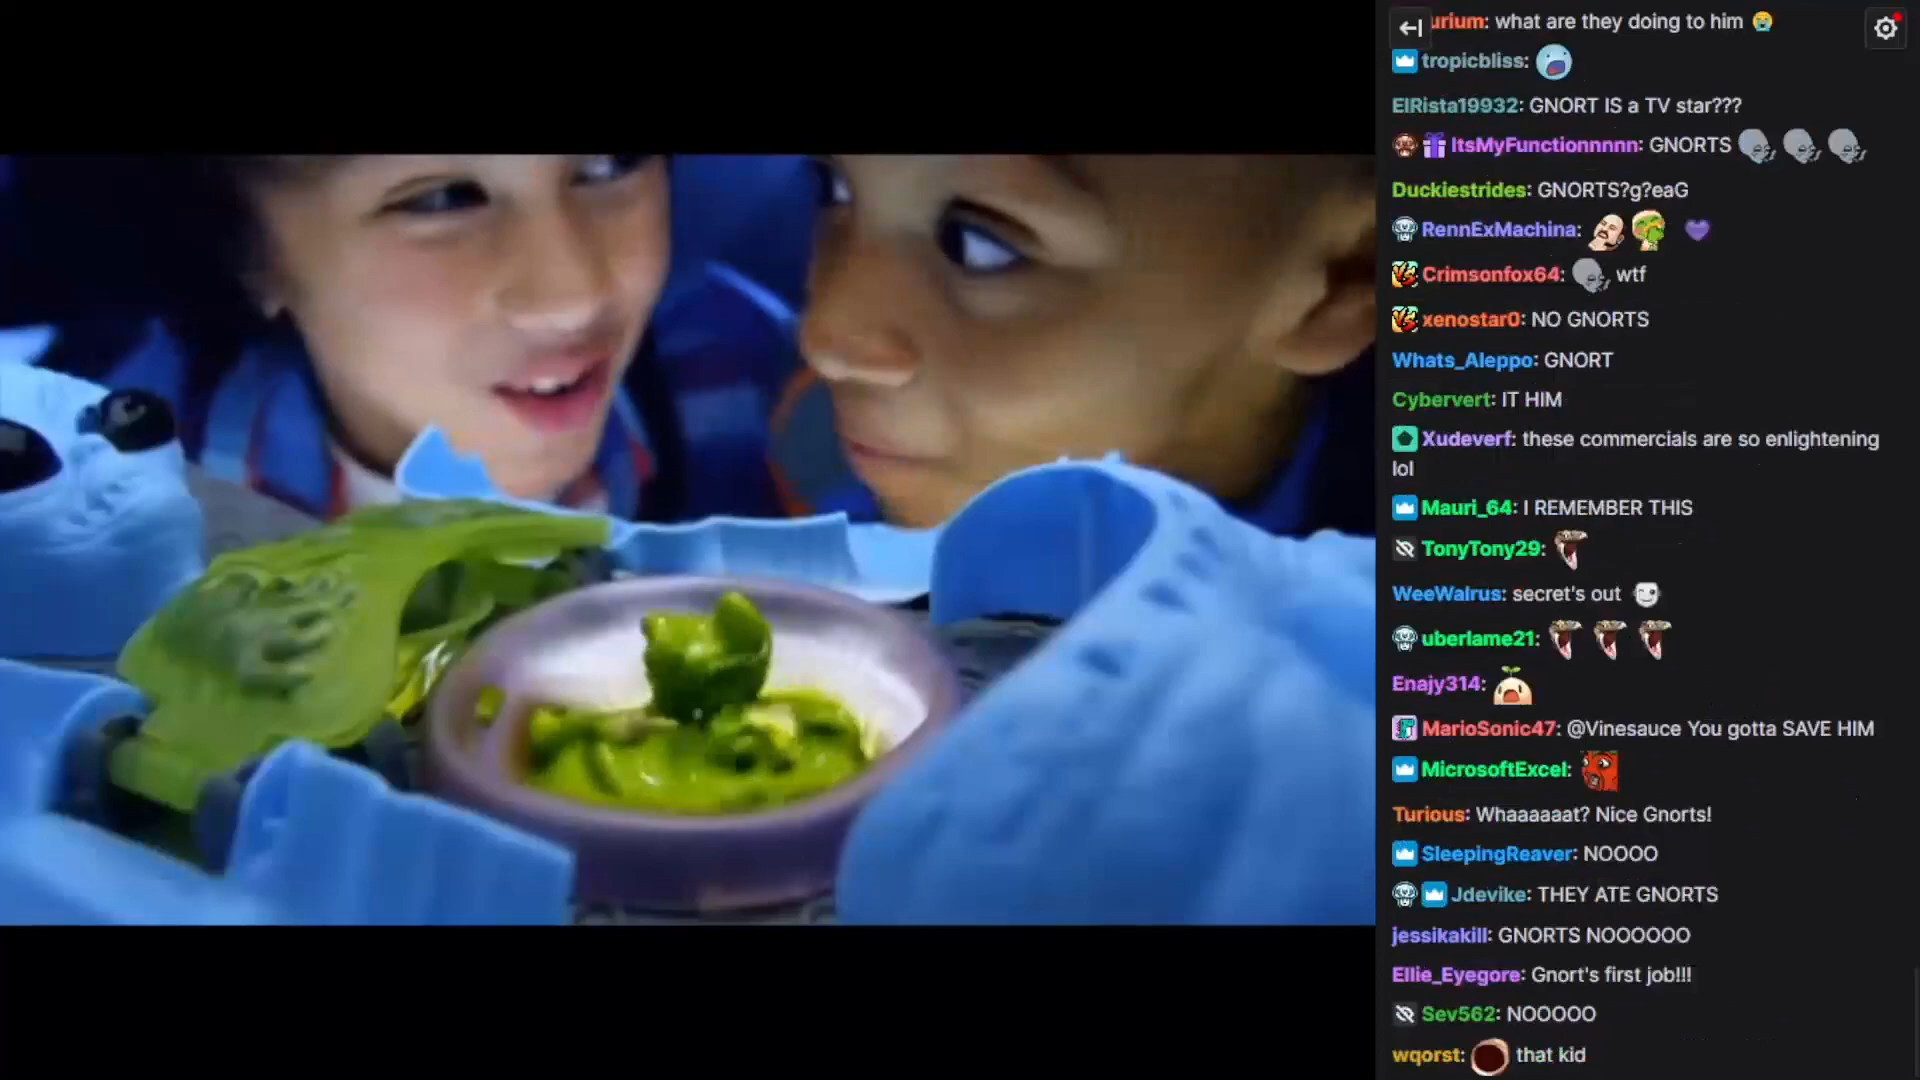 urium: what are they doing to him
tropicbliss:
ElRista19932: GNORT IS a TV star???
ItsMyFunctionnnnn: GNORTS
Duckiestrides: GNORTS?g?eaG
RennExMachina:
Crimsonfox64: wtf
xenostar0: NO GNORTS
Whats_Aleppo: GNORT
Cybervert: IT HIM
Xudeverf: these commercials are so enlightening
lol
Mauri_64: I REMEMBER THIS
TonyTony29:
WeeWalrus: secret's out
uberlame21:
Enajy314:
MarioSonic47: @Vinesauce You gotta SAVE HIM
MicrosoftExcel:
Turious: Whaaaaaat? Nice Gnorts!
SleepingReaver: NOOOO
Jdevike: THEY ATE GNORTS
jessikakill: GNORTS NOOOOOO
Ellie_Eyegore: Gnort's first job!!!
Sev562: NOOOOO
wqorst: that kid